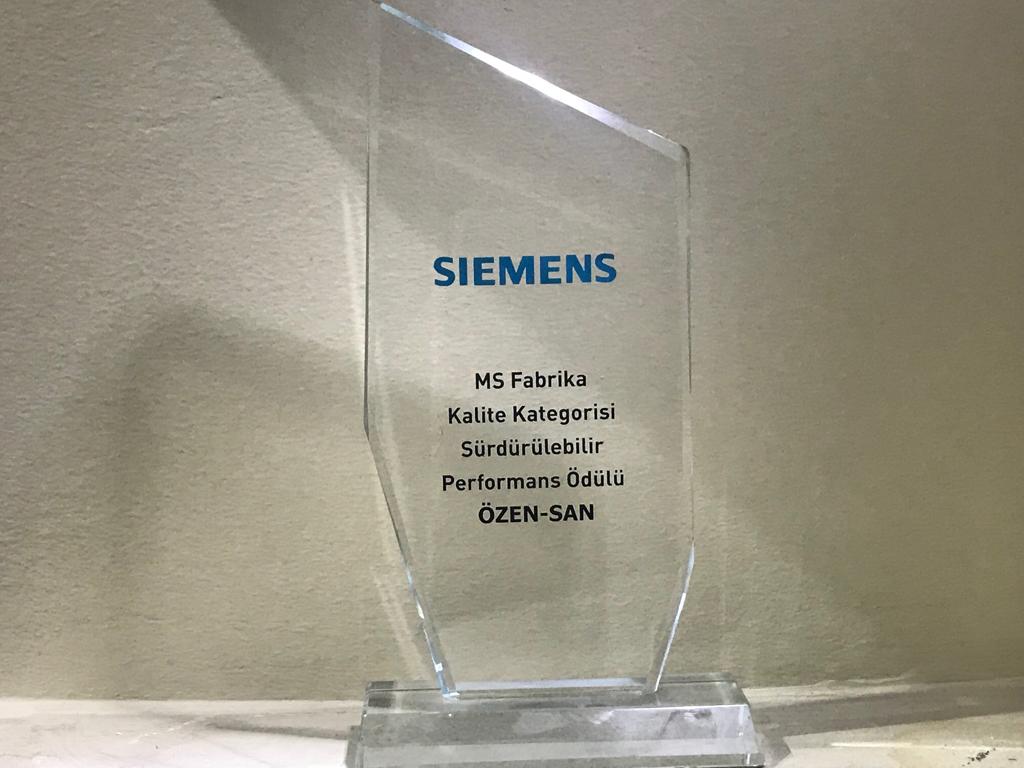 SIEMENS
MS Fabrika
Kalite Kategorisi
Sürdürülebilir
Performans Ödülü
ÖZEN-SAN